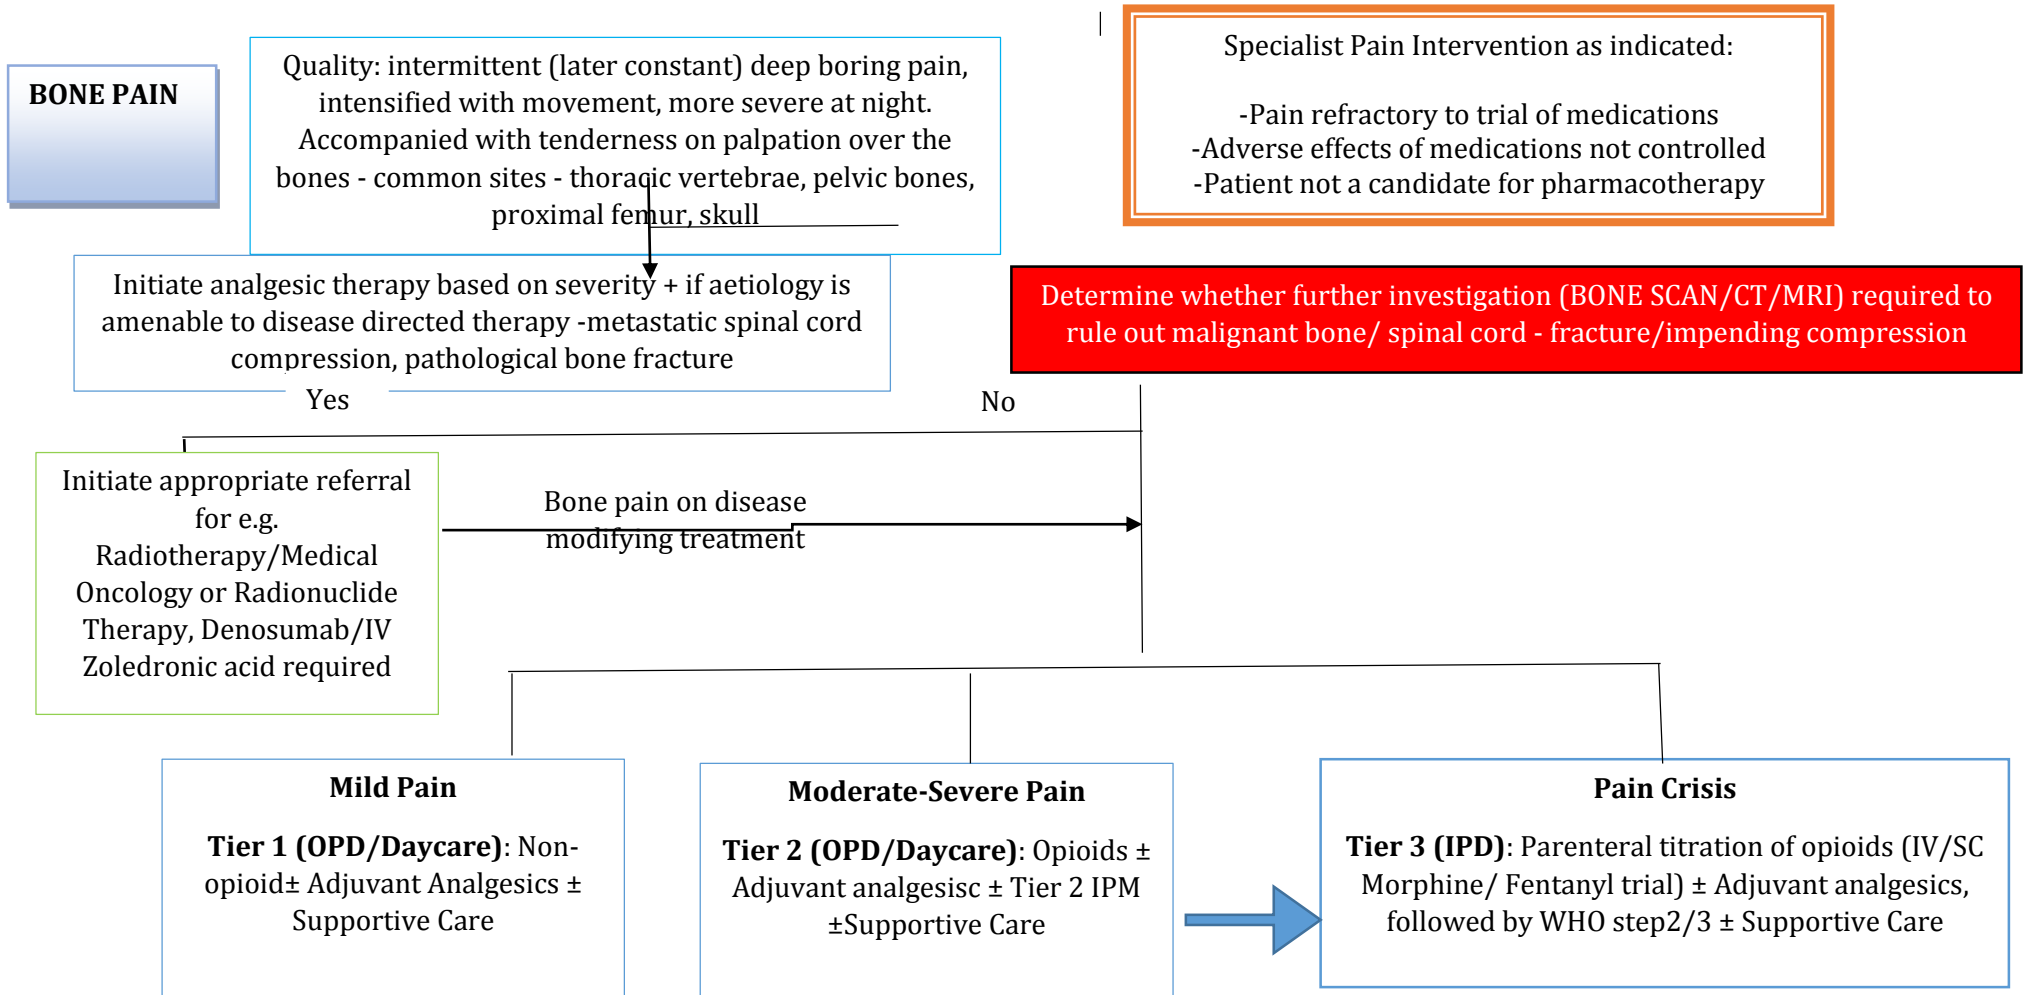 BONE PAIN
Quality: intermittent (later constant) deep boring pain,
intensified with movement, more severe at night.
Accompanied with tenderness on palpation over the
bones - common sites - thoracic vertebrae, pelvic bones,
proximal femur, skull
Specialist Pain Intervention as indicated:
-Pain refractory to trial of medications
-Adverse effects of medications not controlled
-Patient not a candidate for pharmacotherapy
Initiate analgesic therapy based on severity + if aetiology is
amenable to disease directed therapy -metastatic spinal cord
compression, pathological bone fracture
Determine whether further investigation (BONE SCAN/CT/MRI) required to
rule out malignant bone/ spinal cord - fracture/impending compression
Yes
No
Initiate appropriate referral
for e.g.
Radiotherapy/Medical
Oncology or Radionuclide
Therapy, Denosumab/IV
Zoledronic acid required
Bone pain on disease
modifying treatment
Mild Pain
Tier 1 (OPD/Daycare): Non-
opioid± Adjuvant Analgesics ±
Supportive Care
Moderate-Severe Pain
Tier 2 (OPD/Daycare): Opioids ±
Adjuvant analgesisc ± Tier 2 IPM
±Supportive Care
Pain Crisis
Tier 3 (IPD): Parenteral titration of opioids (IV/SC
Morphine/ Fentanyl trial) ± Adjuvant analgesics,
followed by WHO step2/3 ± Supportive Care